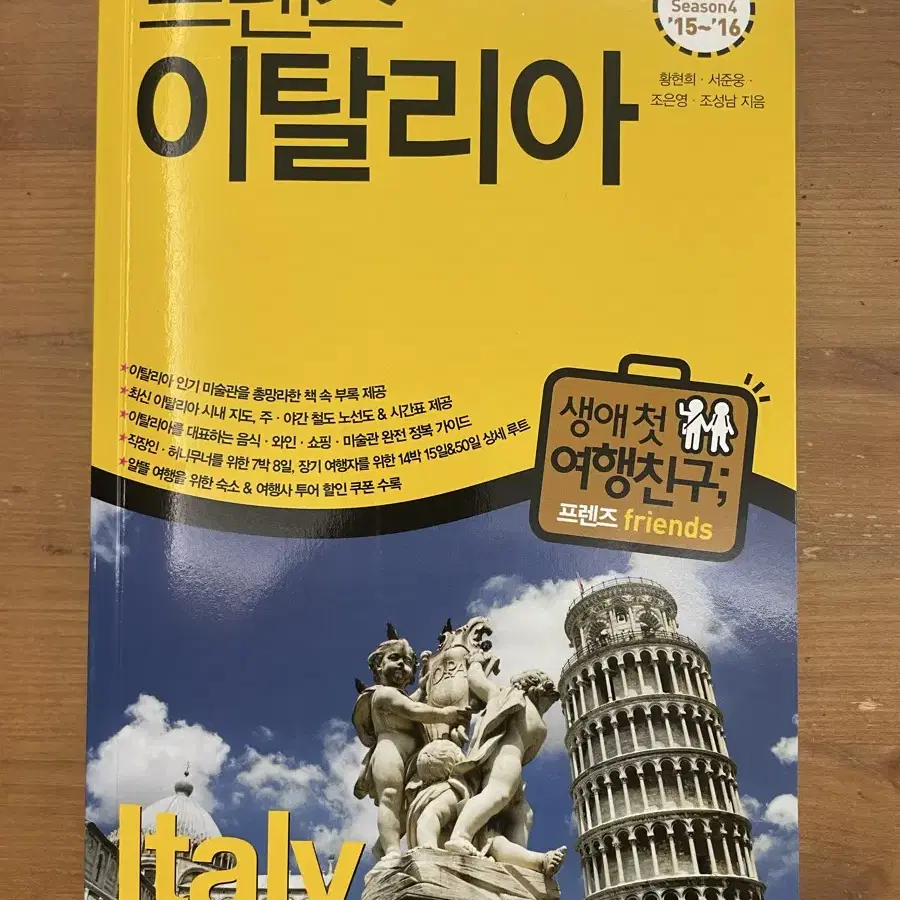 프렌즈
이탈리아
Season4
'15~'16
황현희 · 서준웅 ·
조은영 · 조성남 지음
★이탈리아 인기 미술관을 총망라한 책 속 부록 제공
★최신 이탈리아 시내 지도, 주 · 야간 철도 노선도 & 시간표 제공
★이탈리아를 대표하는 음식 · 와인 · 쇼핑 · 미술관 완전 정복 가이드
★직장인 · 허니무너를 위한 7박 8일, 장기 여행자를 위한 14박 15일&50일 상세 루트
★알뜰 여행을 위한 숙소 & 여행사 투어 할인 쿠폰 수록
생애 첫
여행친구;
프렌즈 friends
OPA
Italy